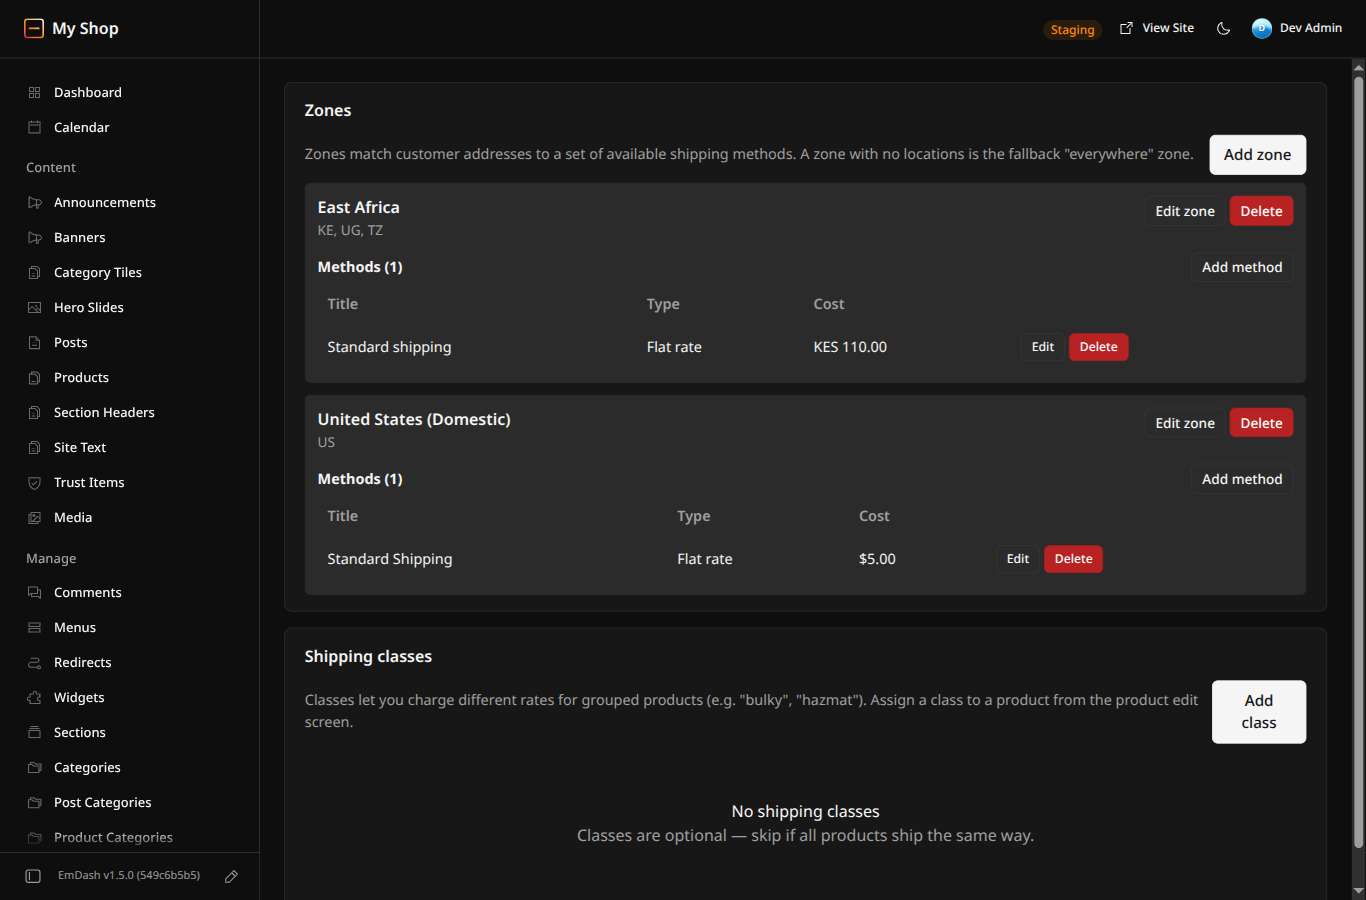 My Shop
Staging
View Site
D
Dev Admin
Dashboard
Calendar
Content
Announcements
Banners
Category Tiles
Hero Slides
Posts
Products
Section Headers
Site Text
Trust Items
Media
Manage
Comments
Menus
Redirects
Widgets
Sections
Categories
Post Categories
Product Categories
EmDash v1.5.0 (549c6b5b5)
Zones
Zones match customer addresses to a set of available shipping methods. A zone with no locations is the fallback "everywhere" zone.
Add zone
East Africa
Edit zone
Delete
KE, UG, TZ
Methods (1)
Add method
Title
Type
Cost
Standard shipping
Flat rate
KES 110.00
Edit
Delete
United States (Domestic)
Edit zone
Delete
US
Methods (1)
Add method
Title
Type
Cost
Standard Shipping
Flat rate
$5.00
Edit
Delete
Shipping classes
Classes let you charge different rates for grouped products (e.g. "bulky", "hazmat"). Assign a class to a product from the product edit
screen.
Add
class
No shipping classes
Classes are optional — skip if all products ship the same way.